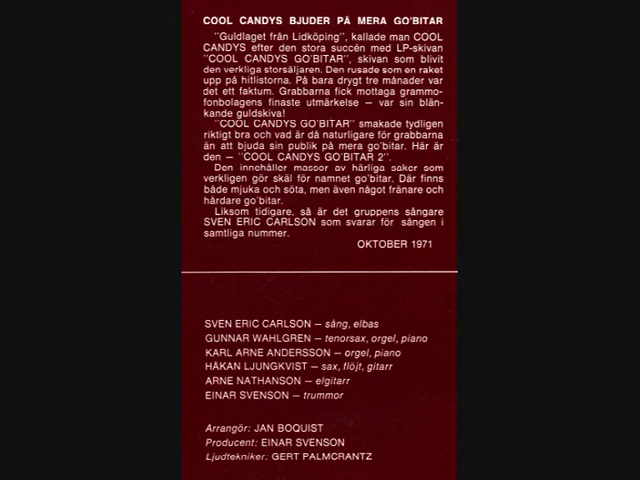 COOL CANDYS BJUDER PÅ MERA GO'BITAR
"Guldlaget från Lidköping", kallade man COOL
CANDYS efter den stora succén med LP-skivan
"COOL CANDYS GO'BITAR", skivan som blivit
den verkliga storsäljaren. Den rusade som en raket
upp på hitlistorna. På bara drygt tre månader var
det ett faktum. Grabbarna fick mottaga grammo-
fonbolagens finaste utmärkelse — var sin blän-
kande guldskiva!
"COOL CANDYS GO'BITAR" smakade tydligen
riktigt bra och vad är då naturligare för grabbarna
än att bjuda sin publik på mera go'bitar. Här är
den — "COOL CANDYS GO'BITAR 2".
Den innehåller massor av härliga saker som
verkligen gör skäl för namnet go'bitar. Där finns
både mjuka och söta, men även något fränare och
hårdare go'bitar.
Liksom tidigare, så är det gruppens sångare
SVEN ERIC CARLSON som svarar för sången i
samtliga nummer.
OKTOBER 1971
SVEN ERIC CARLSON — sång, elbas
GUNNAR WAHLGREN — tenorsax, orgel, piano
KARL ARNE ANDERSSON — orgel, piano
HÅKAN LJUNGKVIST — sax, flöjt, gitarr
ARNE NATHANSON — elgitarr
EINAR SVENSON — trummor
Arrangör: JAN BOQUIST
Producent: EINAR SVENSON
Ljudtekniker: GERT PALMCRANTZ